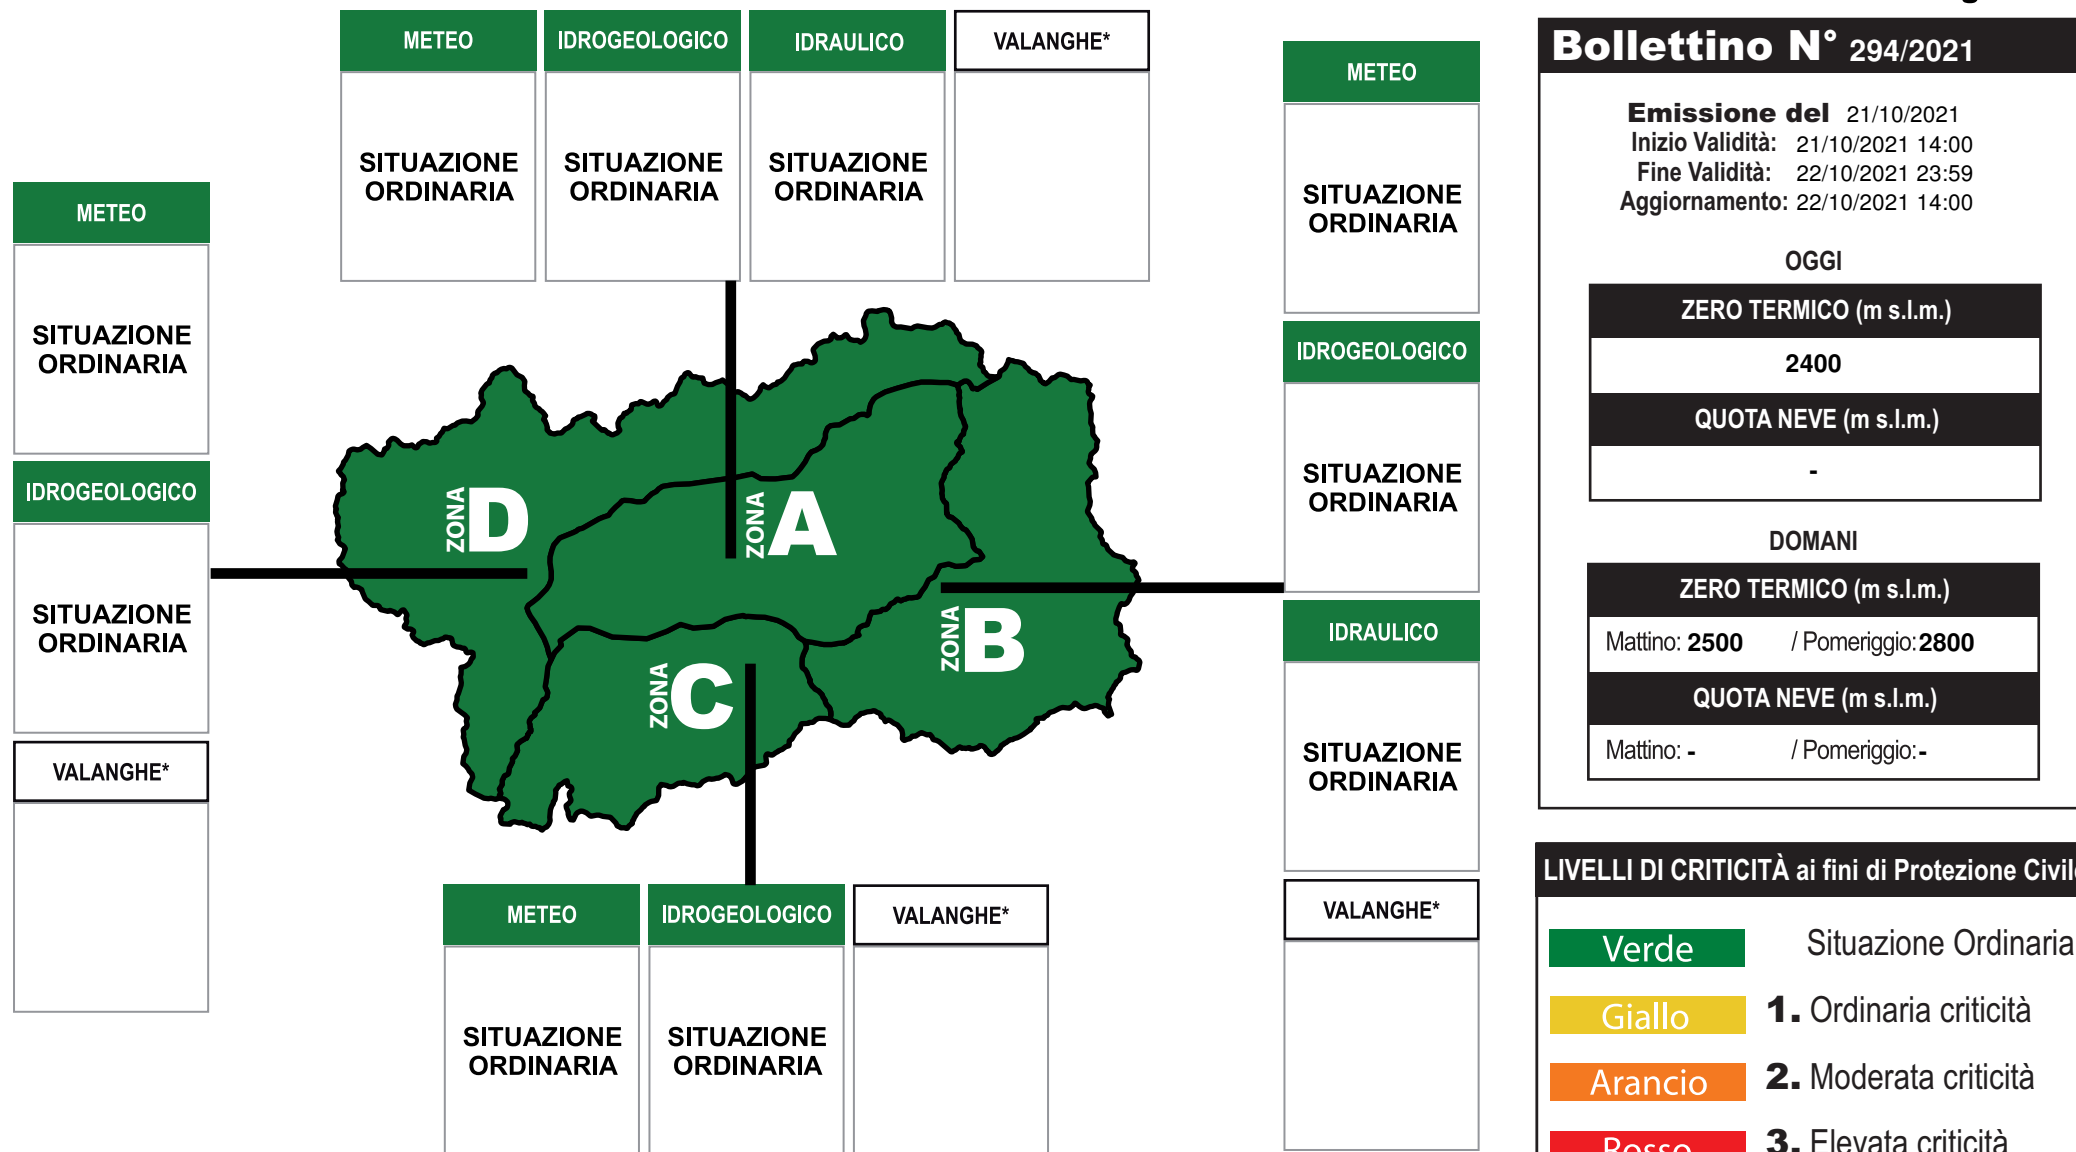 METEO
IDROGEOLOGICO
IDRAULICO
VALANGHE*
SITUAZIONE
ORDINARIA
SITUAZIONE
ORDINARIA
SITUAZIONE
ORDINARIA
METEO
SITUAZIONE
ORDINARIA
IDROGEOLOGICO
SITUAZIONE
ORDINARIA
VALANGHE*
ZONA D
ZONA A
ZONA B
ZONA C
METEO
SITUAZIONE
ORDINARIA
IDROGEOLOGICO
SITUAZIONE
ORDINARIA
IDRAULICO
SITUAZIONE
ORDINARIA
VALANGHE*
METEO
IDROGEOLOGICO
VALANGHE*
SITUAZIONE
ORDINARIA
SITUAZIONE
ORDINARIA
Bollettino N° 294/2021
Emissione del 21/10/2021
Inizio Validità: 21/10/2021 14:00
Fine Validità: 22/10/2021 23:59
Aggiornamento: 22/10/2021 14:00
OGGI
ZERO TERMICO (m s.l.m.)
2400
QUOTA NEVE (m s.l.m.)
-
DOMANI
ZERO TERMICO (m s.l.m.)
Mattino: 2500 / Pomeriggio: 2800
QUOTA NEVE (m s.l.m.)
Mattino: - / Pomeriggio: -
LIVELLI DI CRITICITÀ ai fini di Protezione Civile
Verde Situazione Ordinaria
Giallo 1. Ordinaria criticità
Arancio 2. Moderata criticità
Rosso 3. Elevata criticità